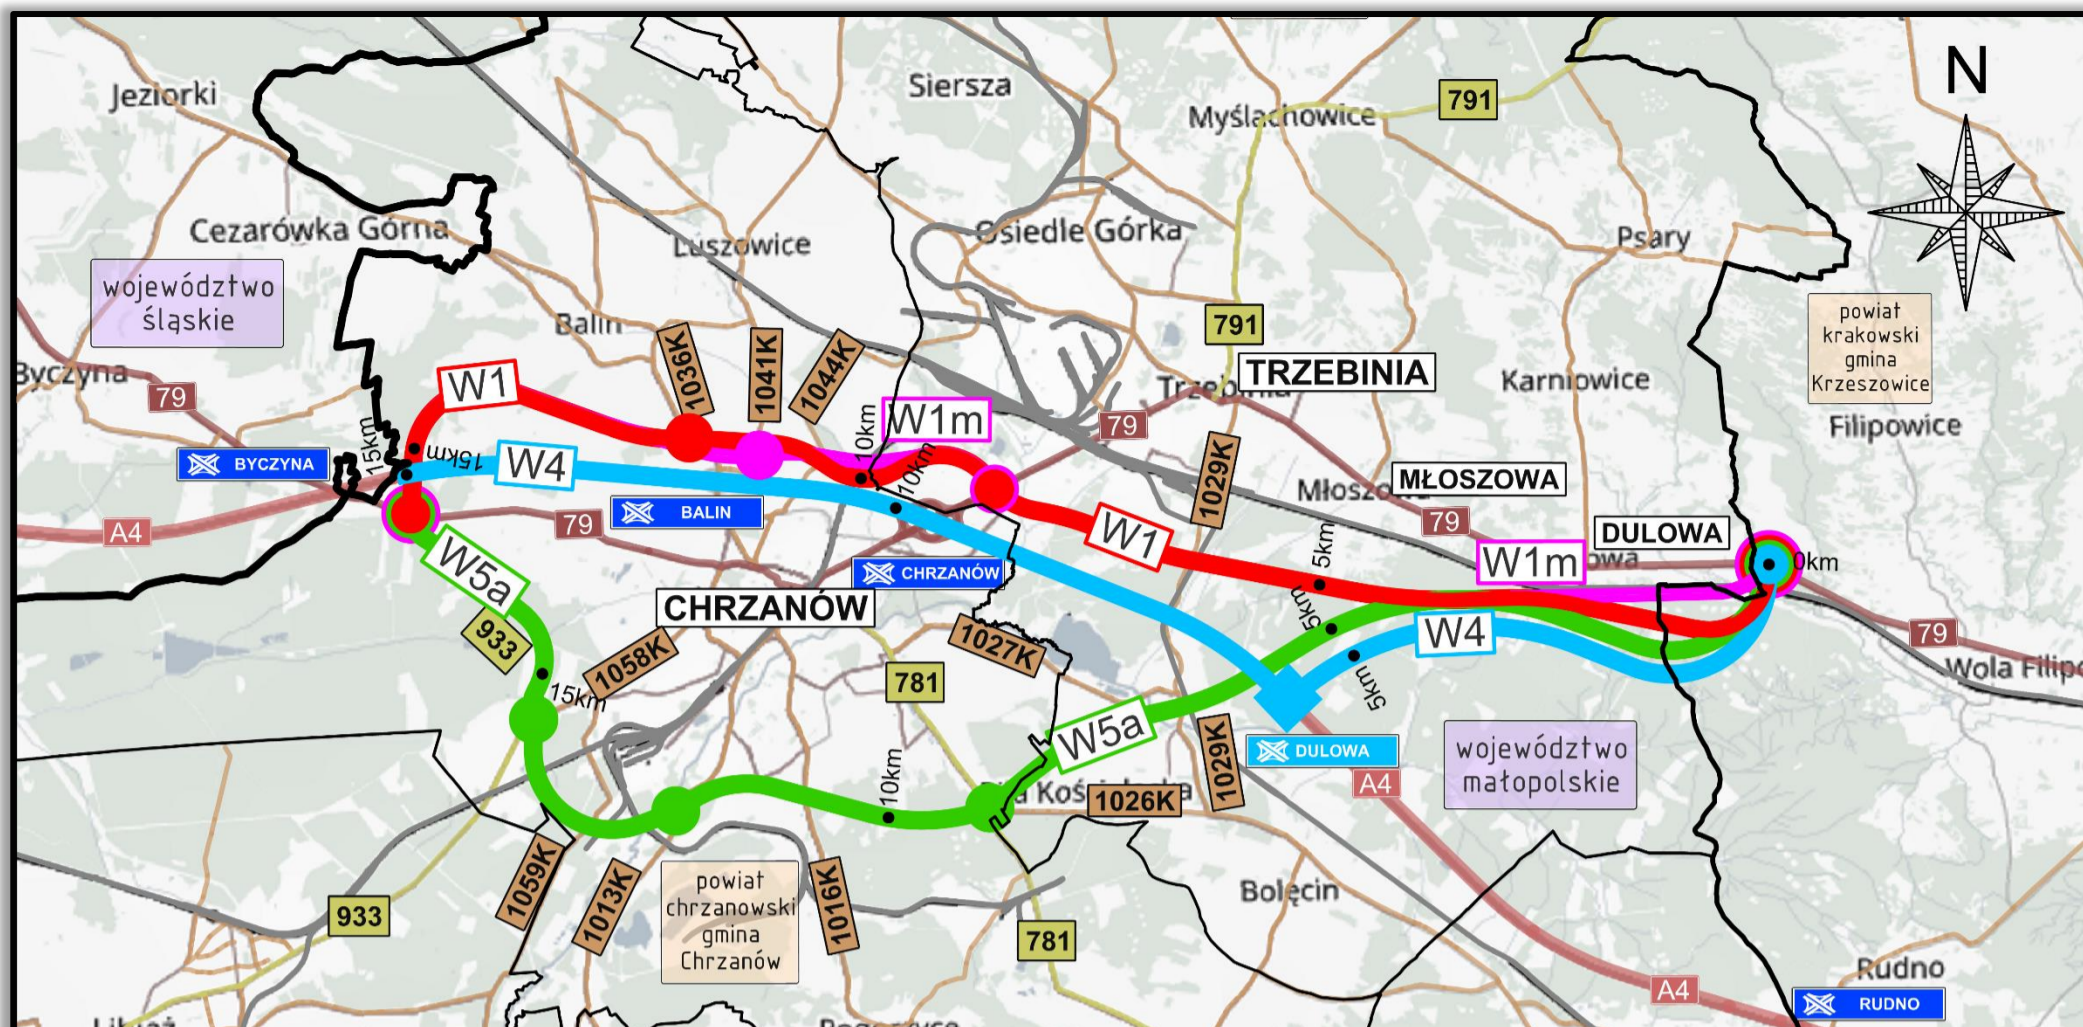 N
Jeziorki
Siersza
Myślachowice
791
Cezarówka Górna
Luszowice
Osiedle Górka
Psary
województwo
śląskie
powiat
krakowski
gmina
Krzeszowice
Balin
1036K
1041K
1044K
791
Byczyna
79
W1
TRZEBINIA
Karniowice
Filipowice
W1m
79
10km
10km
15km
15km
BYCZYNA
W4
BALIN
79
A4
1029K
MŁOSZOWA
79
W1
5km
DULOWA
W1m
0km
CHRZANÓW
W5a
CHRZANÓW
933
1058K
1027K
5km
W4
5km
79
781
15km
W5a
1029K
DULOWA
województwo
małopolskie
A4
10km
1026K
1059K
1013K
powiat
chrzanowski
gmina
Chrzanów
1016K
Bolęcin
933
781
Rudno
A4
RUDNO